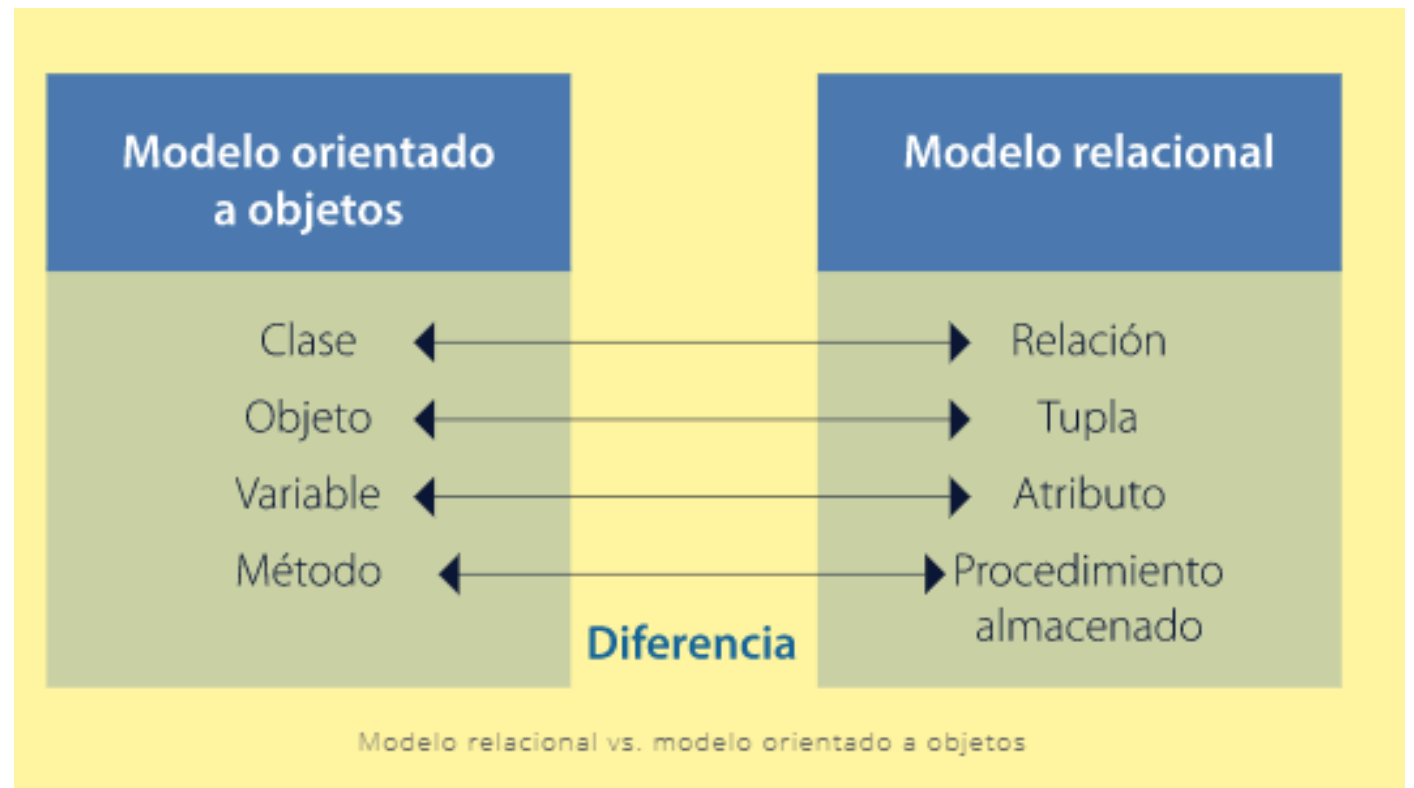 Modelo orientado
a objetos
Modelo relacional
Clase
Relación
Objeto
Tupla
Variable
Atributo
Método
Procedimiento
almacenado
Diferencia
Modelo relacional vs. modelo orientado a objetos